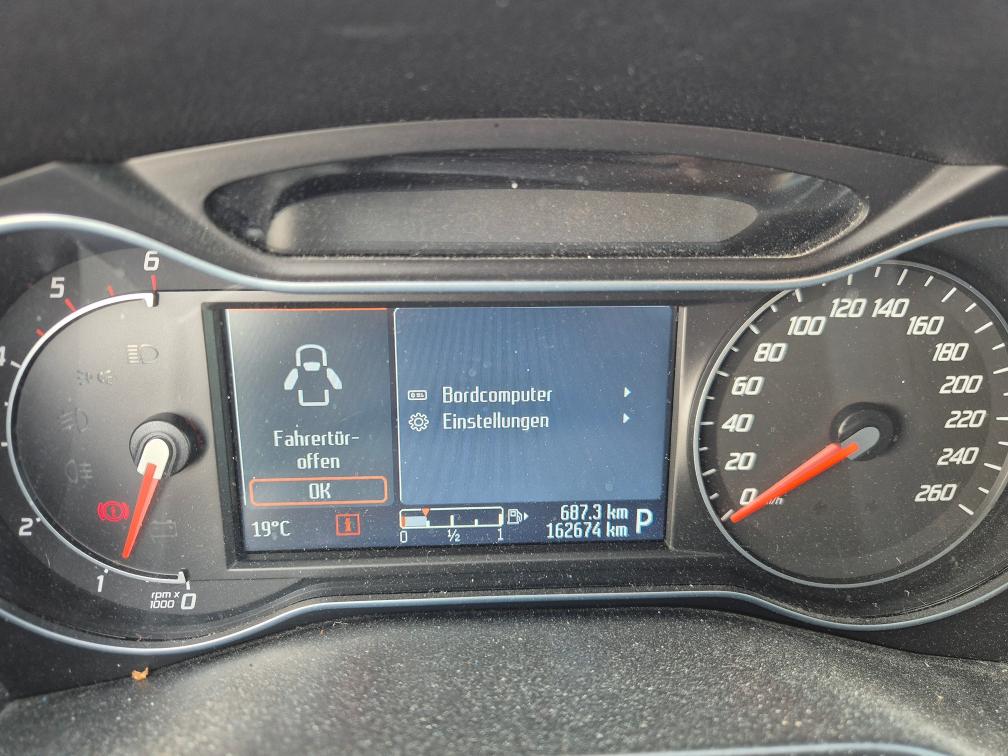 6
5
4
2
1
rpm x
1000
0
Fahrertür-
offen
OK
19°C
Bordcomputer
Einstellungen
0
½
1
687.3 km
162674 km
P
0
20
40
60
80
100
120
140
160
180
200
220
240
260